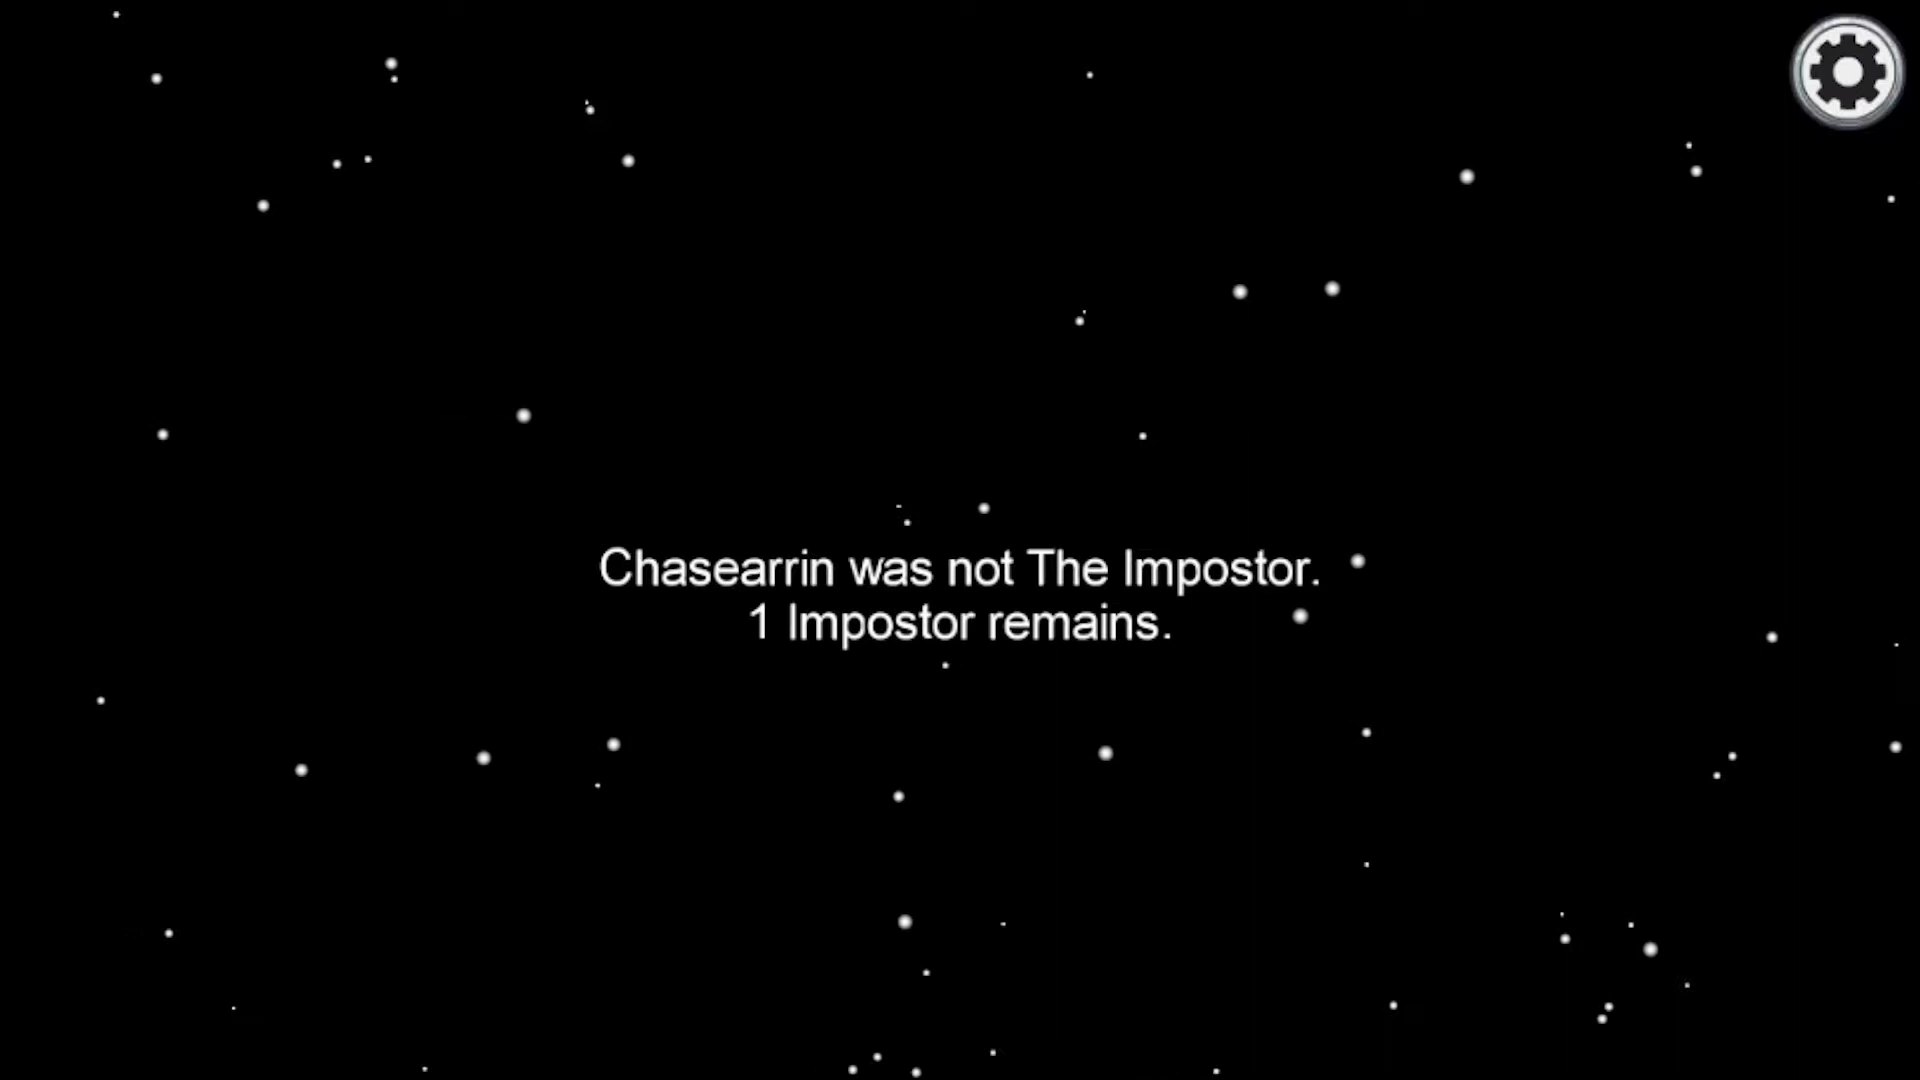 Chasearrin was not The Impostor.
1 Impostor remains.